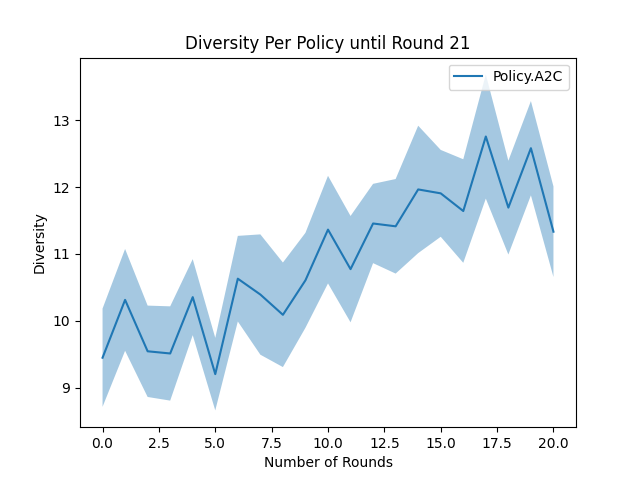 Diversity Per Policy until Round 21
Policy.A2C
Diversity
13
12
11
10
9
0.0 2.5 5.0 7.5 10.0 12.5 15.0 17.5 20.0
Number of Rounds